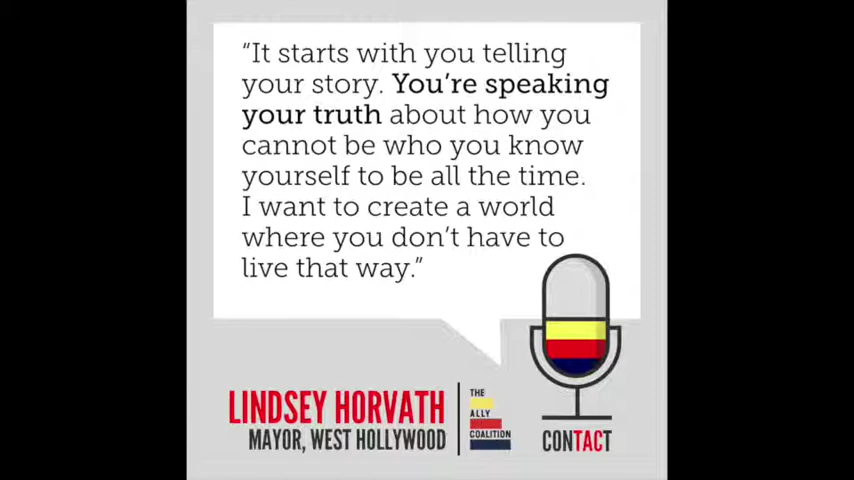 “It starts with you telling
your story. You’re speaking
your truth about how you
cannot be who you know
yourself to be all the time.
I want to create a world
where you don’t have to
live that way.”
LINDSEY HORVATH
MAYOR, WEST HOLLYWOOD
THE
ALLY
COALITION
CONTACT